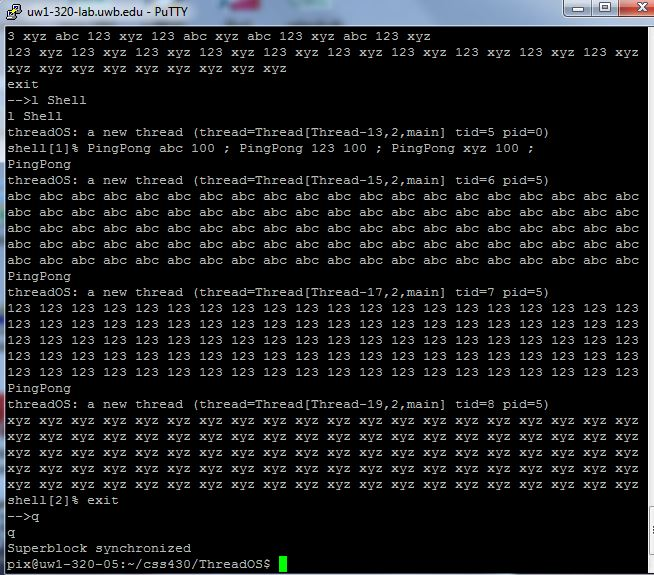 uw1-320-lab.uwb.edu - PuTTY
3 xyz abc 123 xyz 123 abc xyz abc 123 xyz abc 123 xyz
123 xyz 123 xyz 123 xyz 123 xyz 123 xyz 123 xyz 123 xyz 123 xyz 123 xyz 123 xyz
xyz xyz xyz xyz xyz xyz xyz xyz xyz
exit
-->l Shell
l Shell
threadOS: a new thread (thread=Thread[Thread-13,2,main] tid=5 pid=0)
shell[1]% PingPong abc 100 ; PingPong 123 100 ; PingPong xyz 100 ;
PingPong
threadOS: a new thread (thread=Thread[Thread-15,2,main] tid=6 pid=5)
abc abc abc abc abc abc abc abc abc abc abc abc abc abc abc abc abc abc abc abc
abc abc abc abc abc abc abc abc abc abc abc abc abc abc abc abc abc abc abc abc
abc abc abc abc abc abc abc abc abc abc abc abc abc abc abc abc abc abc abc abc
abc abc abc abc abc abc abc abc abc abc abc abc abc abc abc abc abc abc abc abc
abc abc abc abc abc abc abc abc abc abc abc abc abc abc abc abc abc abc abc abc
PingPong
threadOS: a new thread (thread=Thread[Thread-17,2,main] tid=7 pid=5)
123 123 123 123 123 123 123 123 123 123 123 123 123 123 123 123 123 123 123 123
123 123 123 123 123 123 123 123 123 123 123 123 123 123 123 123 123 123 123 123
123 123 123 123 123 123 123 123 123 123 123 123 123 123 123 123 123 123 123 123
123 123 123 123 123 123 123 123 123 123 123 123 123 123 123 123 123 123 123 123
123 123 123 123 123 123 123 123 123 123 123 123 123 123 123 123 123 123 123 123
PingPong
threadOS: a new thread (thread=Thread[Thread-19,2,main] tid=8 pid=5)
xyz xyz xyz xyz xyz xyz xyz xyz xyz xyz xyz xyz xyz xyz xyz xyz xyz xyz xyz xyz
xyz xyz xyz xyz xyz xyz xyz xyz xyz xyz xyz xyz xyz xyz xyz xyz xyz xyz xyz xyz
xyz xyz xyz xyz xyz xyz xyz xyz xyz xyz xyz xyz xyz xyz xyz xyz xyz xyz xyz xyz
xyz xyz xyz xyz xyz xyz xyz xyz xyz xyz xyz xyz xyz xyz xyz xyz xyz xyz xyz xyz
xyz xyz xyz xyz xyz xyz xyz xyz xyz xyz xyz xyz xyz xyz xyz xyz xyz xyz xyz xyz
shell[2]% exit
-->q
q
Superblock synchronized
pix@uw1-320-05:~/css430/ThreadOS$